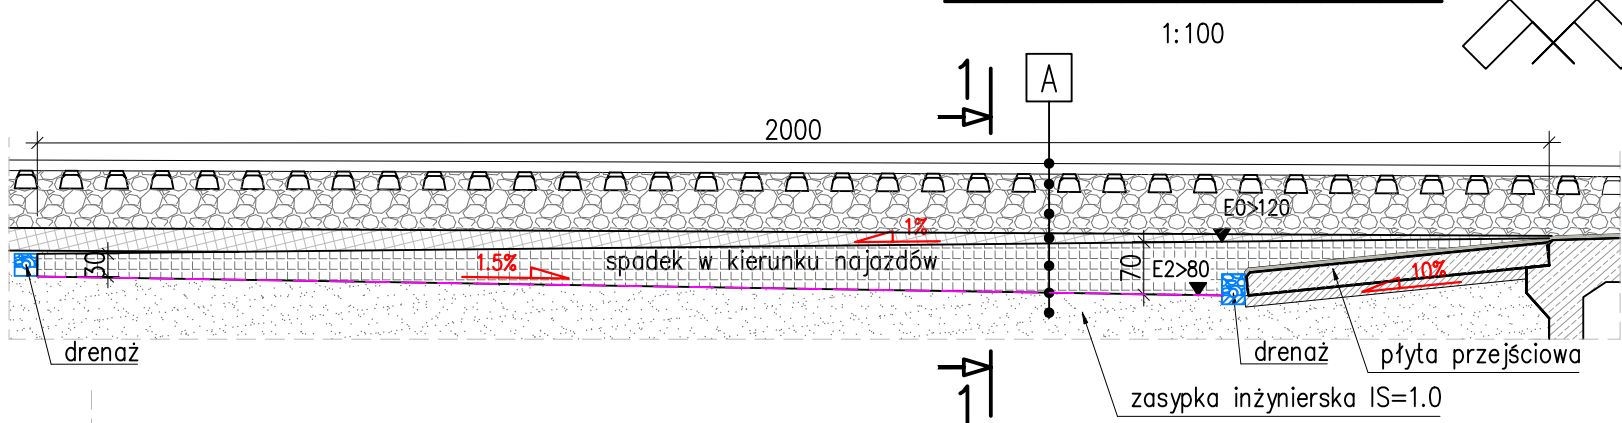 1:100
1
A
2000
E0>120
1%
30
1.5%
spadek w kierunku najazdów
70
E2>80
10%
drenaż
drenaż
płyta przejściowa
zasypka inżynierska IS=1.0
1